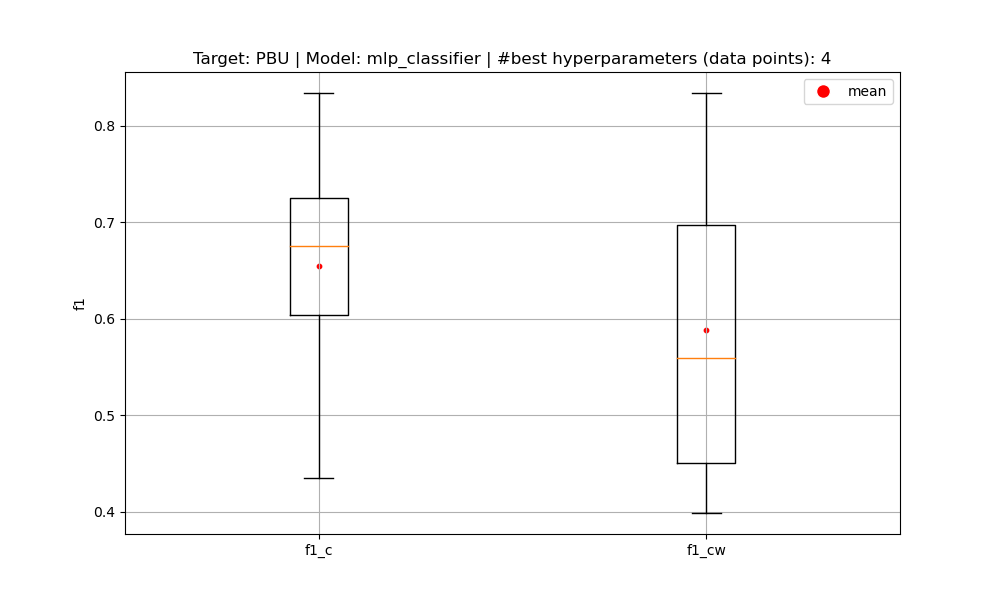 Target: PBU | Model: mlp_classifier | #best hyperparameters (data points): 4
mean
0.8
0.7
0.6
0.5
0.4
f1
f1_c
f1_cw